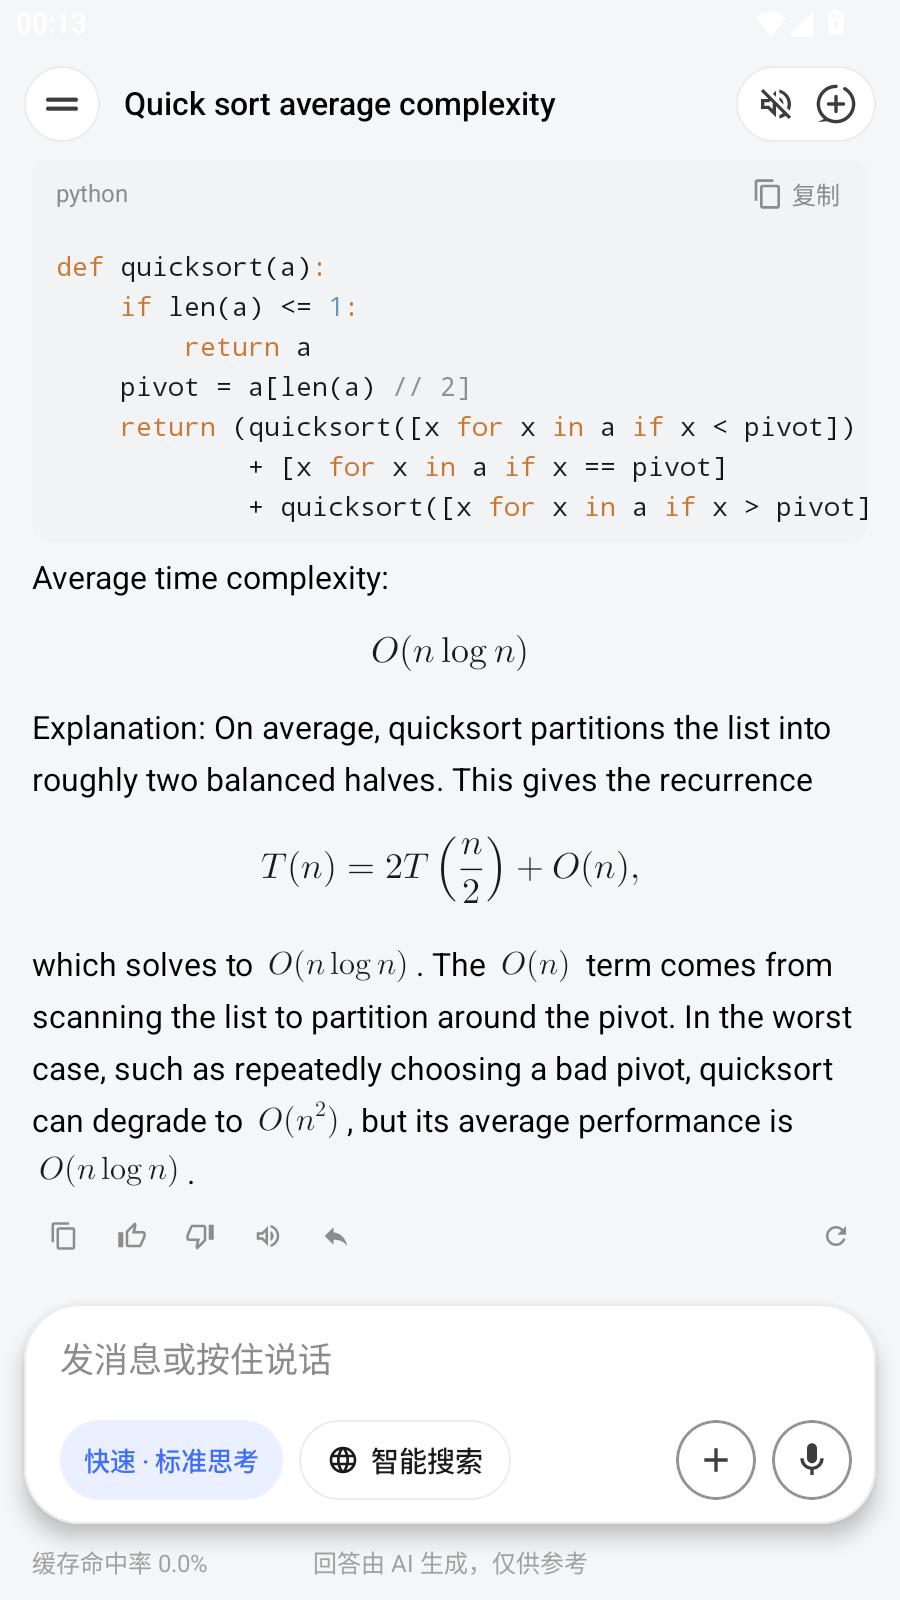 00:13
Quick sort average complexity
python
复制
def quicksort(a):
    if len(a) <= 1:
        return a
    pivot = a[len(a) // 2]
    return (quicksort([x for x in a if x < pivot])
            + [x for x in a if x == pivot]
            + quicksort([x for x in a if x > pivot]
Average time complexity:
O(n log n)
Explanation: On average, quicksort partitions the list into
roughly two balanced halves. This gives the recurrence
T(n) = 2T(n/2) + O(n),
which solves to O(n log n) . The O(n) term comes from
scanning the list to partition around the pivot. In the worst
case, such as repeatedly choosing a bad pivot, quicksort
can degrade to O(n²) , but its average performance is
O(n log n) .
发消息或按住说话
快速 · 标准思考
智能搜索
缓存命中率 0.0%
回答由 AI 生成，仅供参考